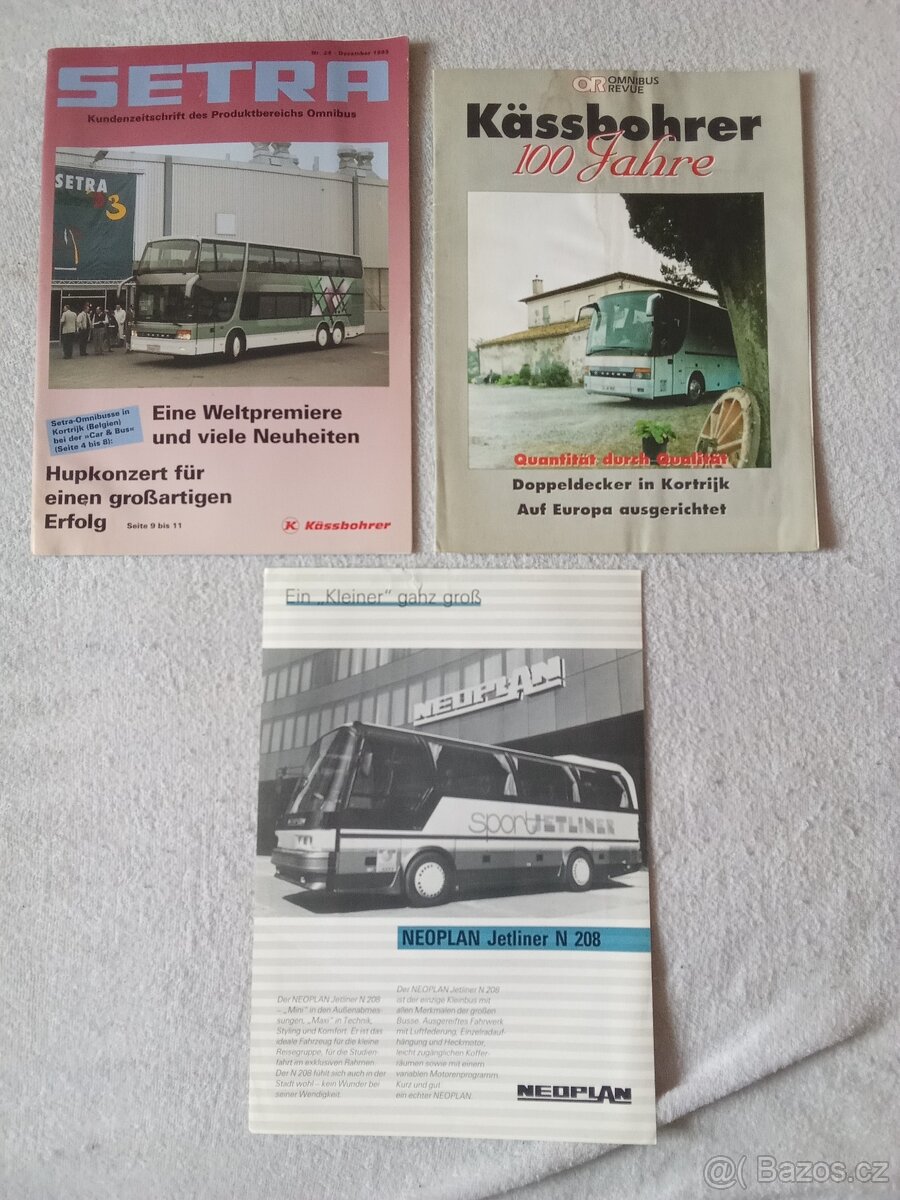 Nr. 28 · Dezember 1993
SETRA
Kundenzeitschrift des Produktbereichs Omnibus
SETRA
'93
Setra-Omnibusse in
Kortrijk (Belgien)
bei der »Car & Bus«
(Seite 4 bis 8):
Eine Weltpremiere
und viele Neuheiten
Hupkonzert für
einen großartigen
Erfolg Seite 9 bis 11
K Kässbohrer
OR OMNIBUS
REVUE
Kässbohrer
100 Jahre
SETRA
Quantität durch Qualität
Doppeldecker in Kortrijk
Auf Europa ausgerichtet
Ein „Kleiner“ ganz groß
NEOPLAN
sport JETLINER
NEOPLAN Jetliner N 208
Der NEOPLAN Jetliner N 208
– „Mini“ in den Außenabmes-
sungen, „Maxi“ in Technik,
Styling und Komfort. Er ist das
ideale Fahrzeug für die kleine
Reisegruppe, für die Studien-
fahrt im exklusiven Rahmen.
Der N 208 fühlt sich auch in der
Stadt wohl – kein Wunder bei
seiner Wendigkeit.
Der NEOPLAN Jetliner N 208
ist der einzige Kleinbus mit
allen Merkmalen der großen
Busse. Ausgereiftes Fahrwerk
mit Luftfederung, Einzelradauf-
hängung und Heckmotor,
leicht zugänglichen Koffer-
räumen sowie mit einem
variablen Motorenprogramm.
Kurz und gut:
ein echter NEOPLAN.
NEOPLAN
@( Bazos.cz